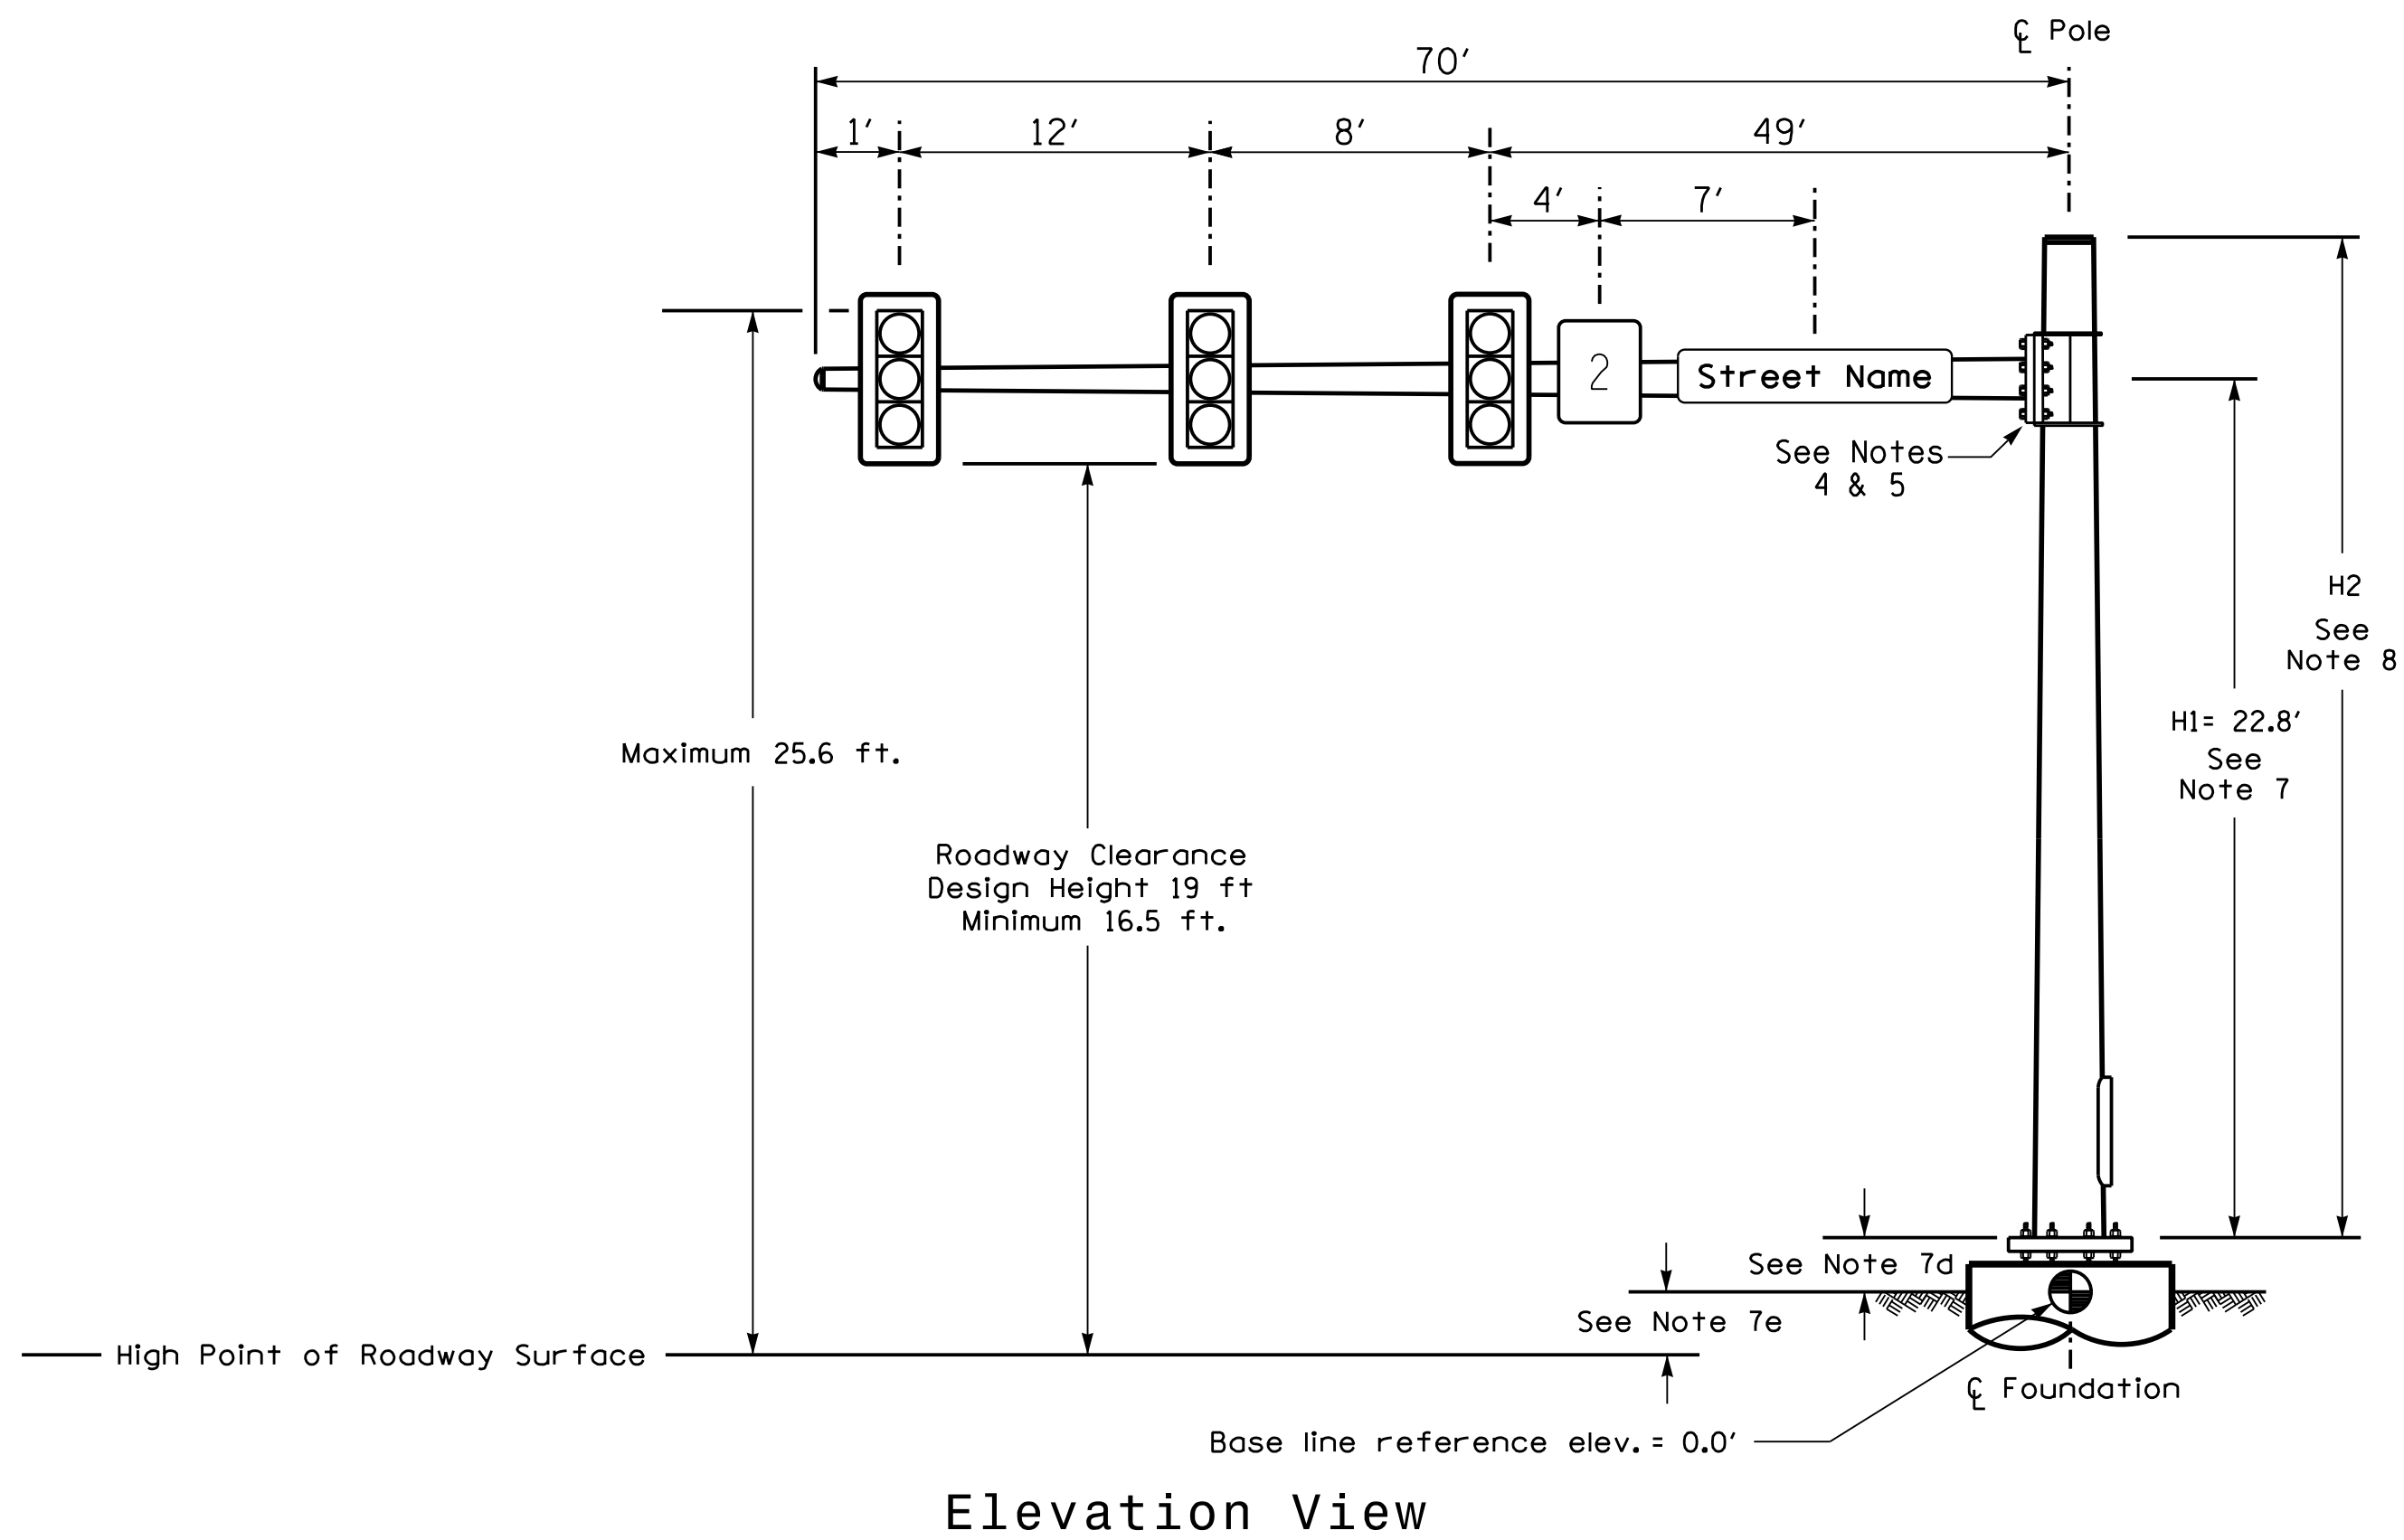 ℄ Pole
70'
1' 12' 8' 49'
4' 7'
2
Street Name
See Notes
4 & 5
H2
See
Note 8
H1= 22.8'
See
Note 7
Maximum 25.6 ft.
Roadway Clearance
Design Height 19 ft
Minimum 16.5 ft.
See Note 7d
See Note 7e
High Point of Roadway Surface
℄ Foundation
Base line reference elev. = 0.0'
Elevation View